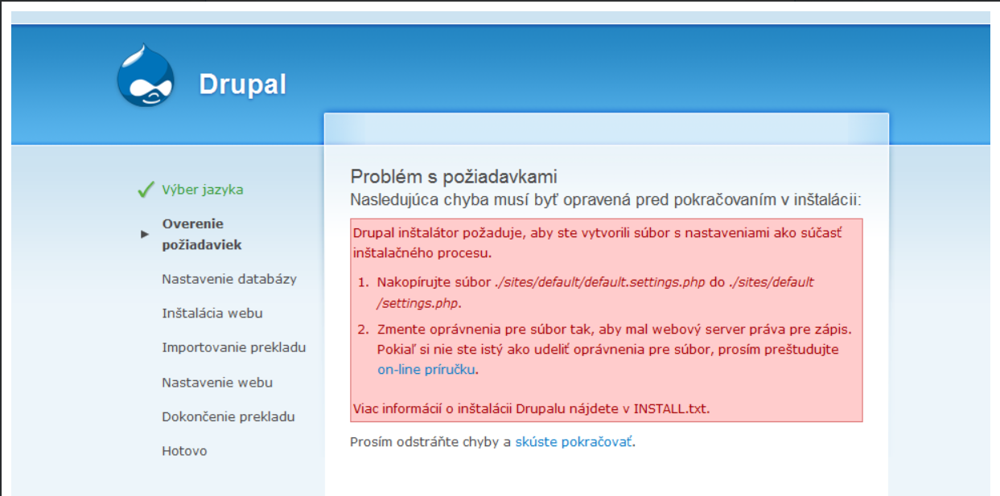 Drupal
Výber jazyka
Overenie
požiadaviek
Nastavenie databázy
Inštalácia webu
Importovanie prekladu
Nastavenie webu
Dokončenie prekladu
Hotovo
Problém s požiadavkami
Nasledujúca chyba musí byť opravená pred pokračovaním v inštalácii:
Drupal inštalátor požaduje, aby ste vytvorili súbor s nastaveniami ako súčasť
inštalačného procesu.
1. Nakopírujte súbor ./sites/default/default.settings.php do ./sites/default
/settings.php.
2. Zmente oprávnenia pre súbor tak, aby mal webový server práva pre zápis.
Pokiaľ si nie ste istý ako udeliť oprávnenia pre súbor, prosím preštudujte
on-line príručku.
Viac informácií o inštalácii Drupalu nájdete v INSTALL.txt.
Prosím odstráňte chyby a skúste pokračovať.